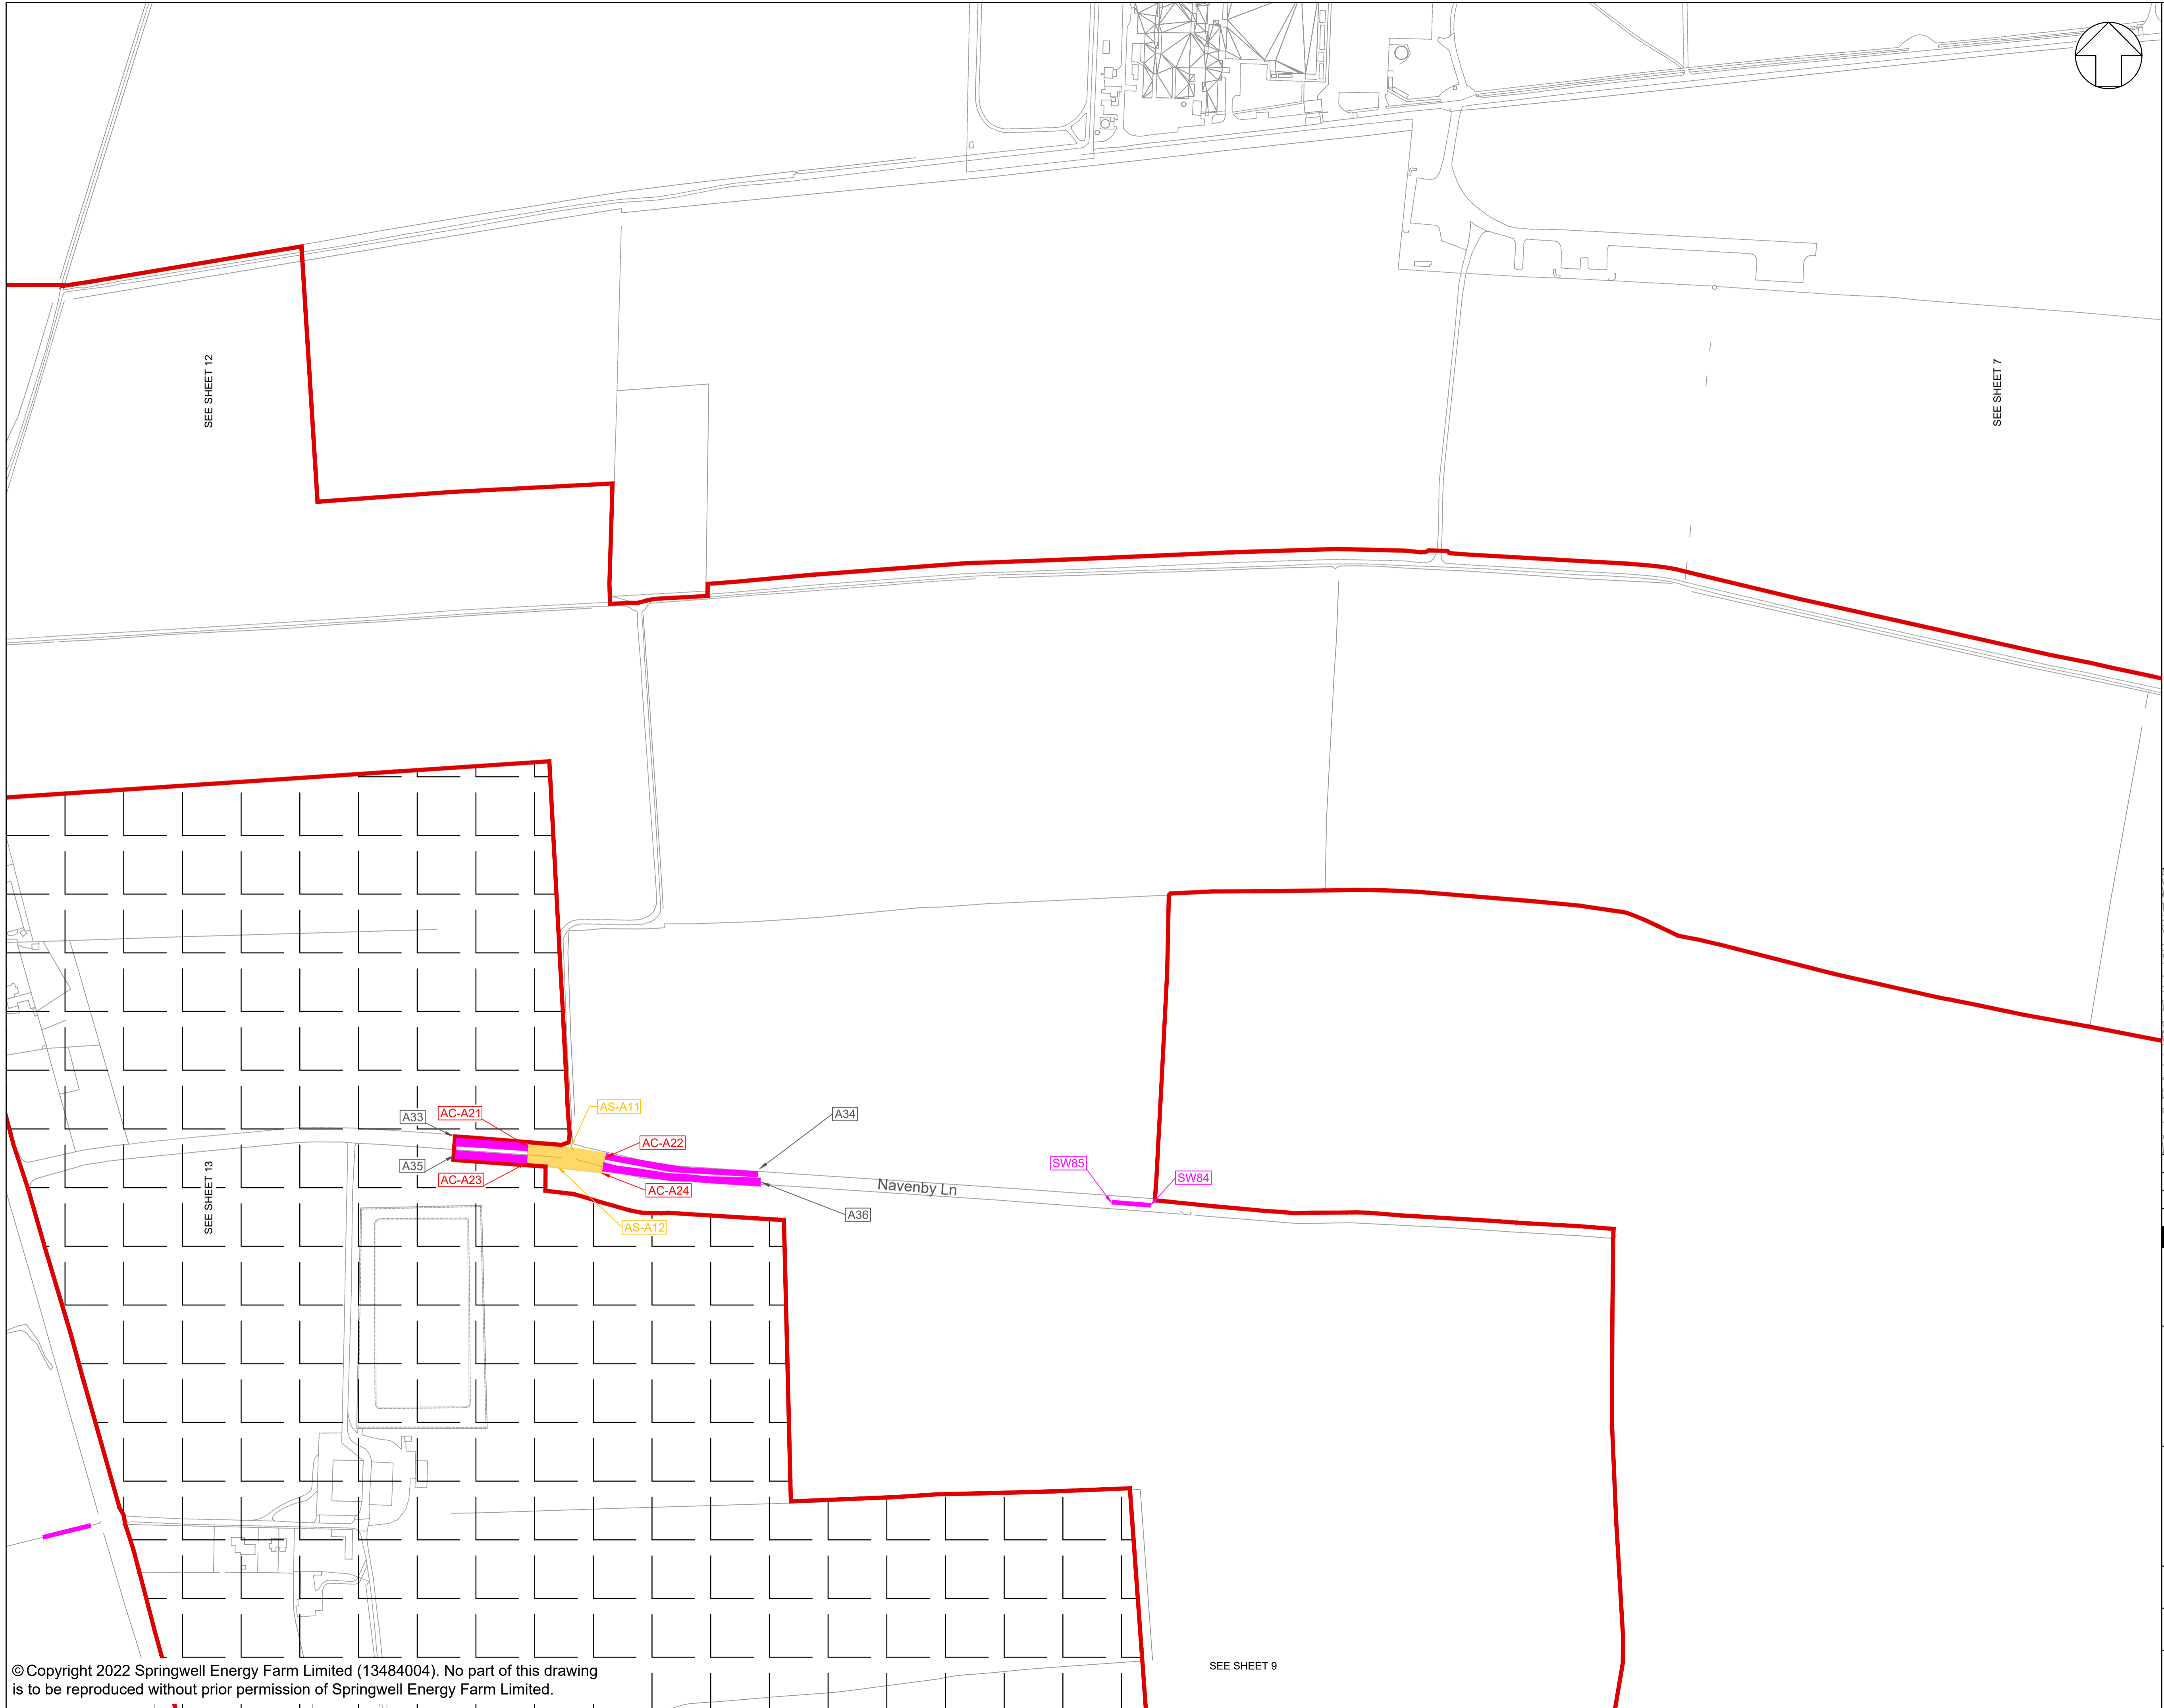 SEE SHEET 12
SEE SHEET 7
A33
AC-A21
AS-A11
A34
AC-A22
A35
AC-A23
SW85
SW84
AC-A24
Navenby Ln
A36
AS-A12
SEE SHEET 13
SEE SHEET 9
© Copyright 2022 Springwell Energy Farm Limited (13484004). No part of this drawing
is to be reproduced without prior permission of Springwell Energy Farm Limited.